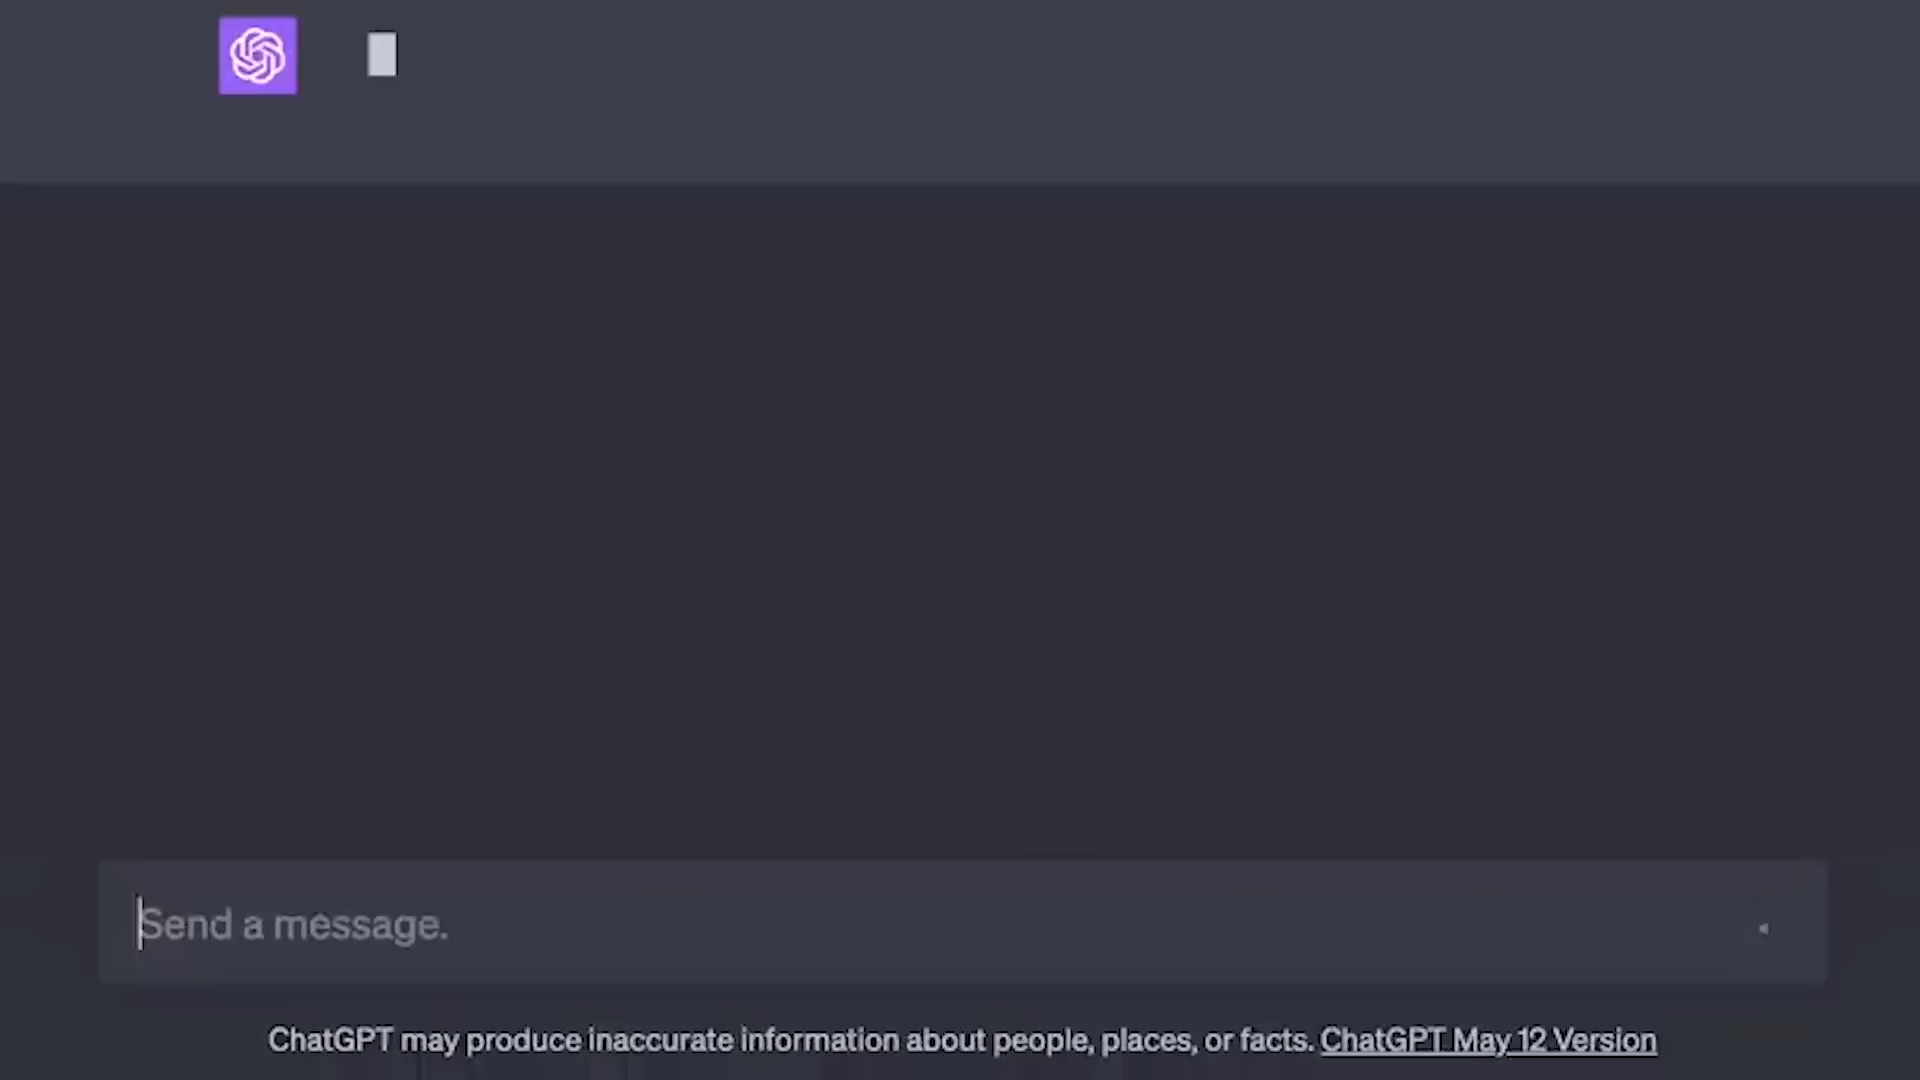 Send a message.
ChatGPT may produce inaccurate information about people, places, or facts. ChatGPT May 12 Version